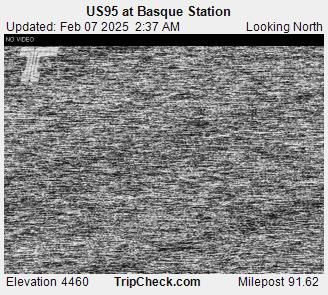 US95 at Basque Station
Updated: Feb 07 2025  2:37 AM Looking North
NO VIDEO
Elevation 4460 TripCheck.com Milepost 91.62